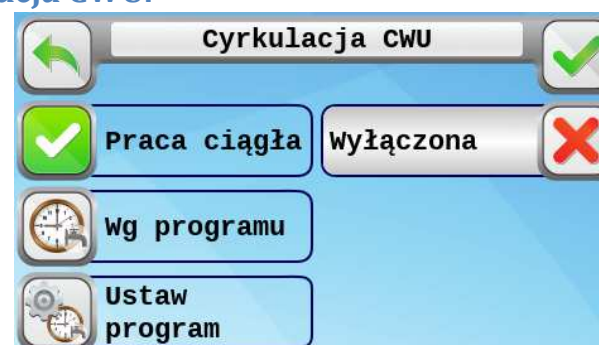 Cyrkulacja CWU
Praca ciągła
Wyłączona
Wg programu
Ustaw
program